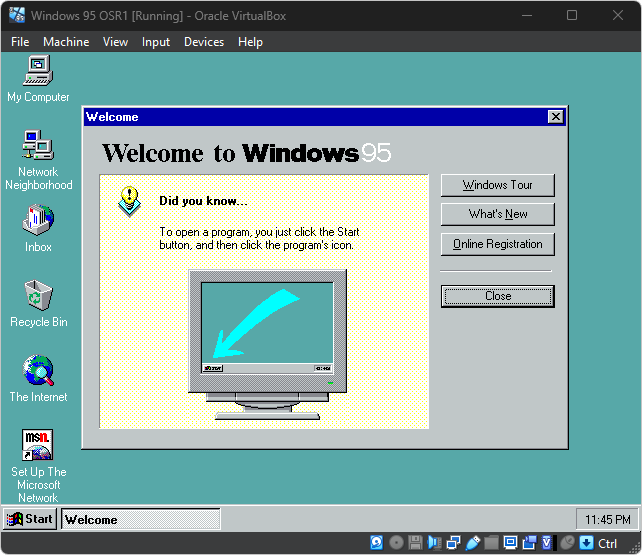 Windows 95 OSR1 [Running] - Oracle VirtualBox
File Machine View Input Devices Help
My Computer
Network
Neighborhood
Inbox
Recycle Bin
The Internet
msn.
Set Up The
Microsoft
Network
Welcome
Welcome to Windows 95
Did you know...
To open a program, you just click the Start
button, and then click the program's icon.
Windows Tour
What's New
Online Registration
Close
Start
Welcome
11:45 PM
Ctrl